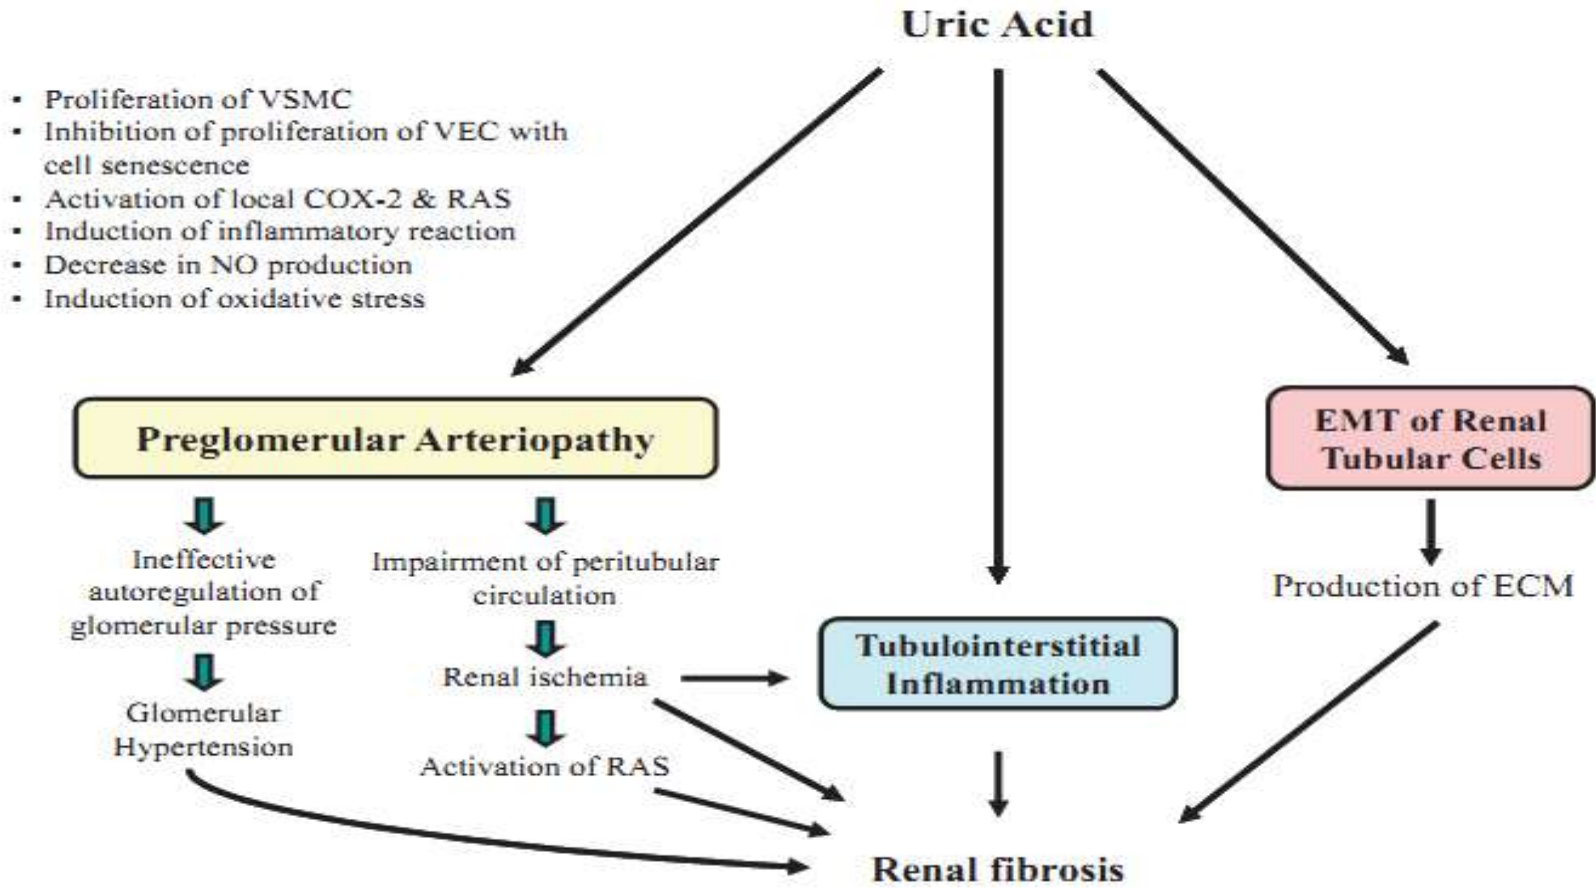 Uric Acid
▪ Proliferation of VSMC
▪ Inhibition of proliferation of VEC with
cell senescence
▪ Activation of local COX-2 & RAS
▪ Induction of inflammatory reaction
▪ Decrease in NO production
▪ Induction of oxidative stress
Preglomerular Arteriopathy
Ineffective
autoregulation of
glomerular pressure
Glomerular
Hypertension
Impairment of peritubular
circulation
Renal ischemia
Activation of RAS
Tubulointerstitial
Inflammation
EMT of Renal
Tubular Cells
Production of ECM
Renal fibrosis